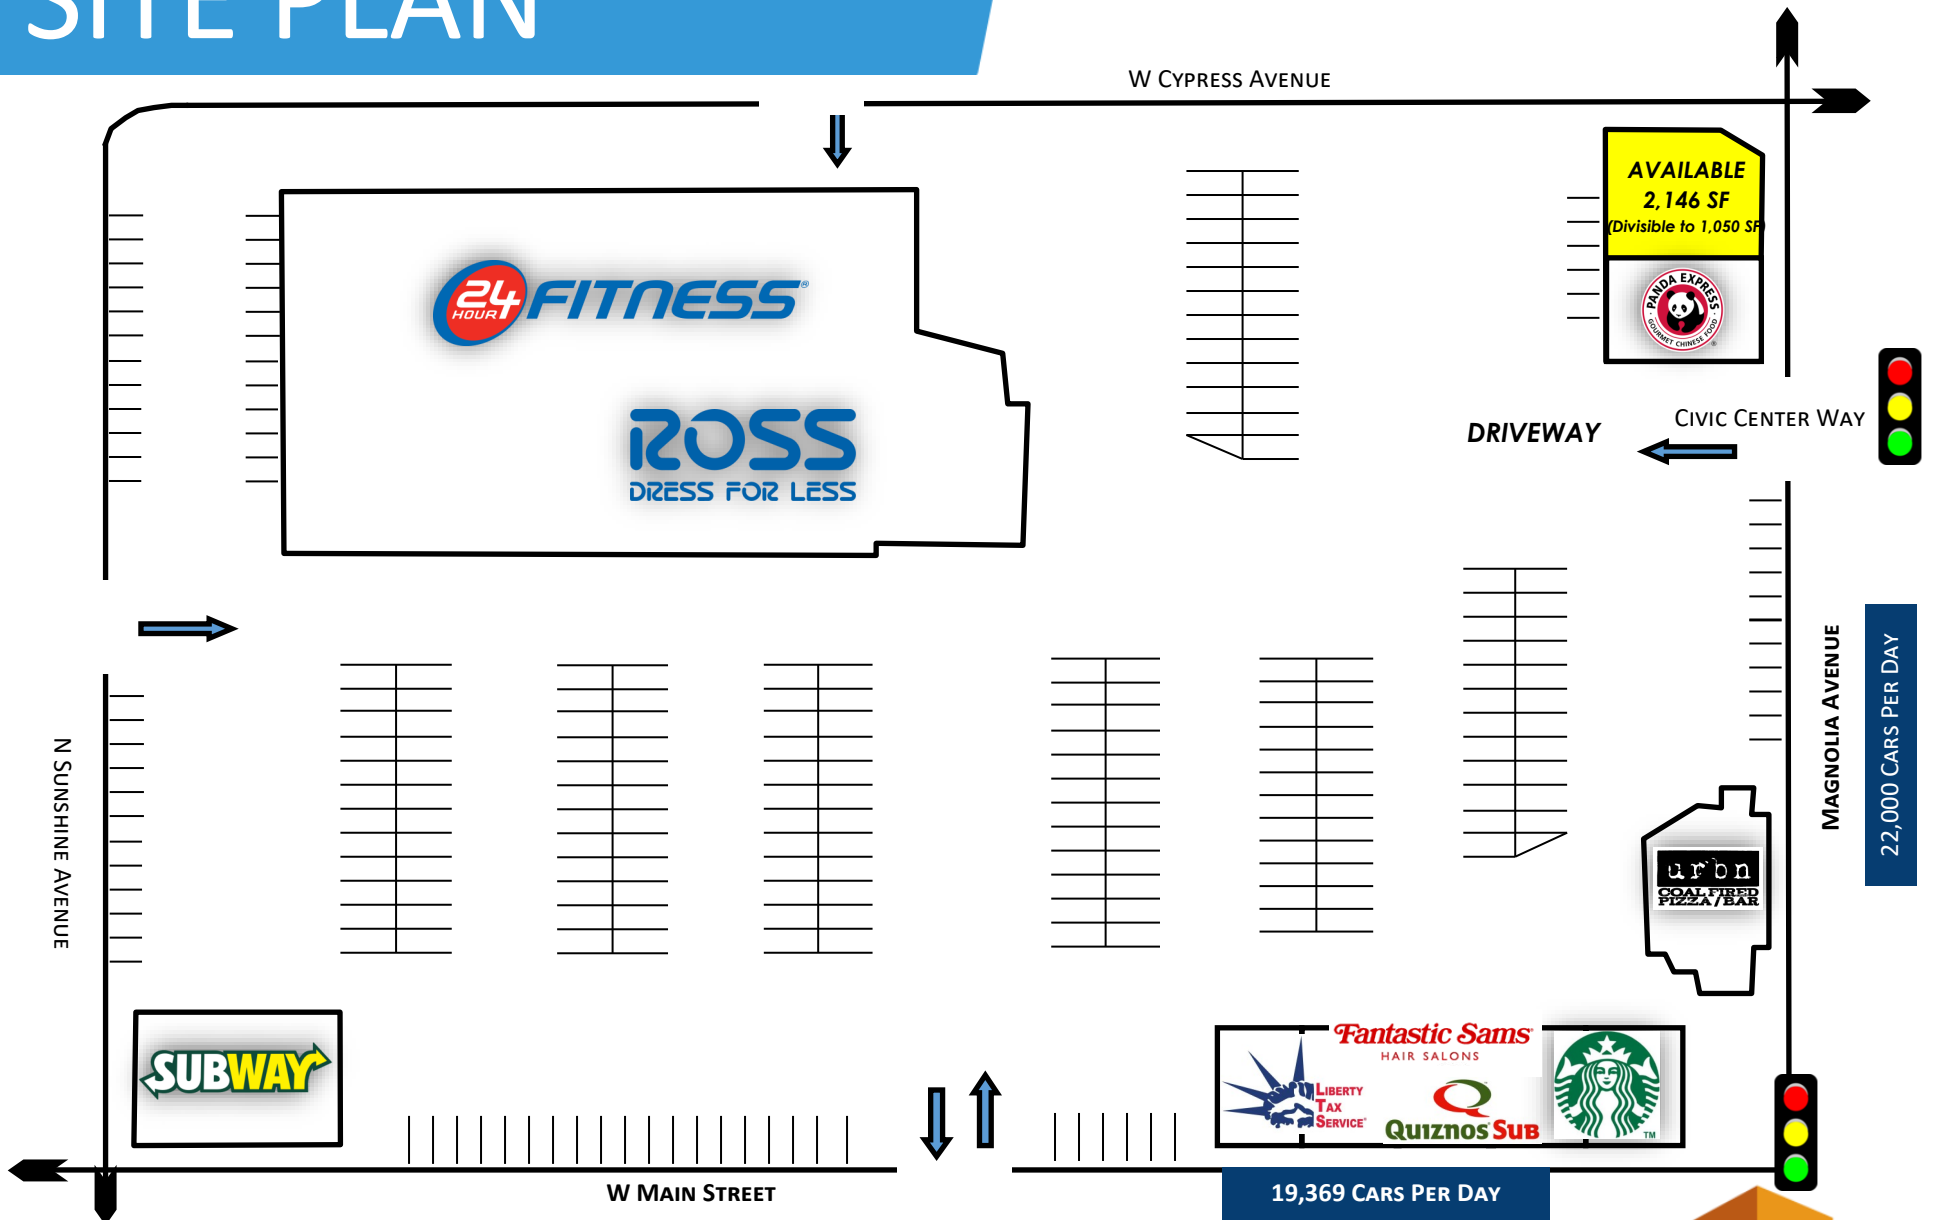 SITE PLAN
W CYPRESS AVENUE
AVAILABLE
2,146 SF
(Divisible to 1,050 SF)
PANDA EXPRESS
GOURMET CHINESE FOOD
24
HOUR
FITNESS®
ROSS
DRESS FOR LESS
DRIVEWAY
CIVIC CENTER WAY
N SUNSHINE AVENUE
MAGNOLIA AVENUE
22,000 CARS PER DAY
urbn
COAL FIRED
PIZZA/BAR
SUBWAY
Fantastic Sams
HAIR SALONS
LIBERTY
TAX
SERVICE
QUIZNOS SUB
TM
W MAIN STREET
19,369 CARS PER DAY